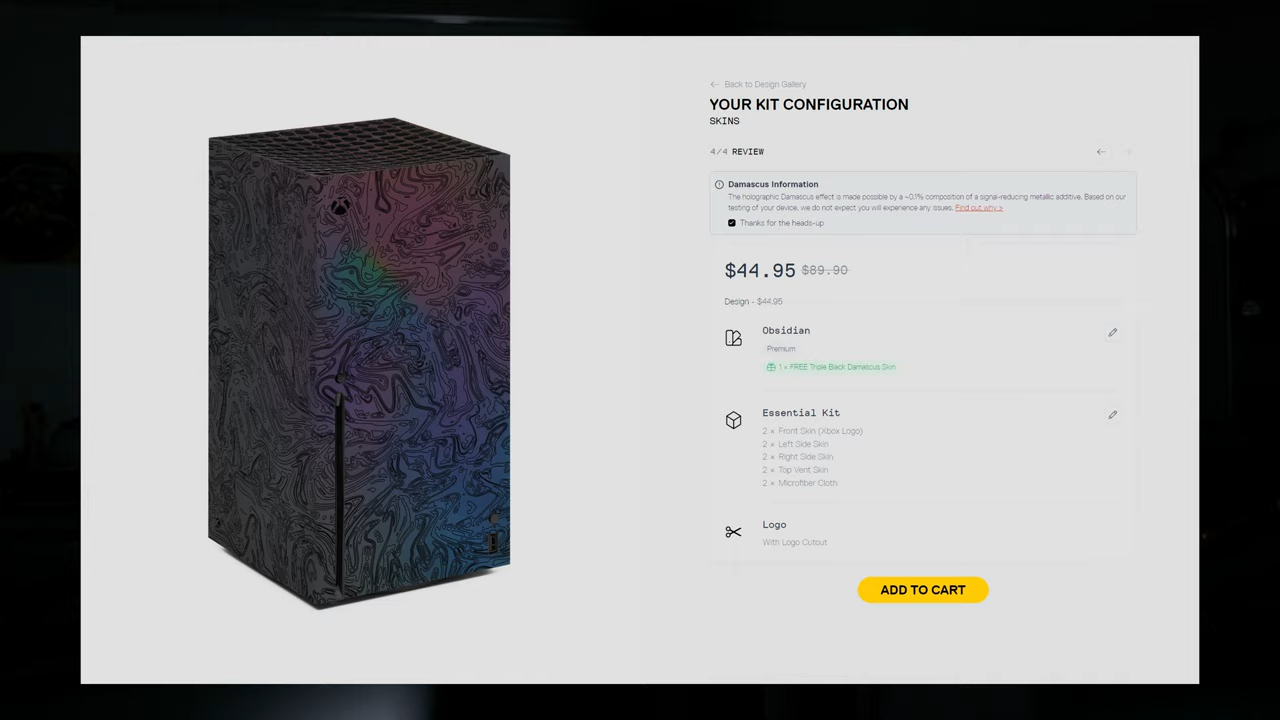 Back to Design Gallery
YOUR KIT CONFIGURATION
SKINS
4/4 REVIEW
Damascus Information
The holographic Damascus effect is made possible by a ~0.1% composition of a signal-reducing metallic additive. Based on our
testing of your device, we do not expect you will experience any issues. Find out why >
Thanks for the heads-up
$44.95 $89.90
Design - $44.95
Obsidian
Premium
1 × FREE Triple Black Damascus Skin
Essential Kit
2 × Front Skin (Xbox Logo)
2 × Left Side Skin
2 × Right Side Skin
2 × Top Vent Skin
2 × Microfiber Cloth
Logo
With Logo Cutout
ADD TO CART